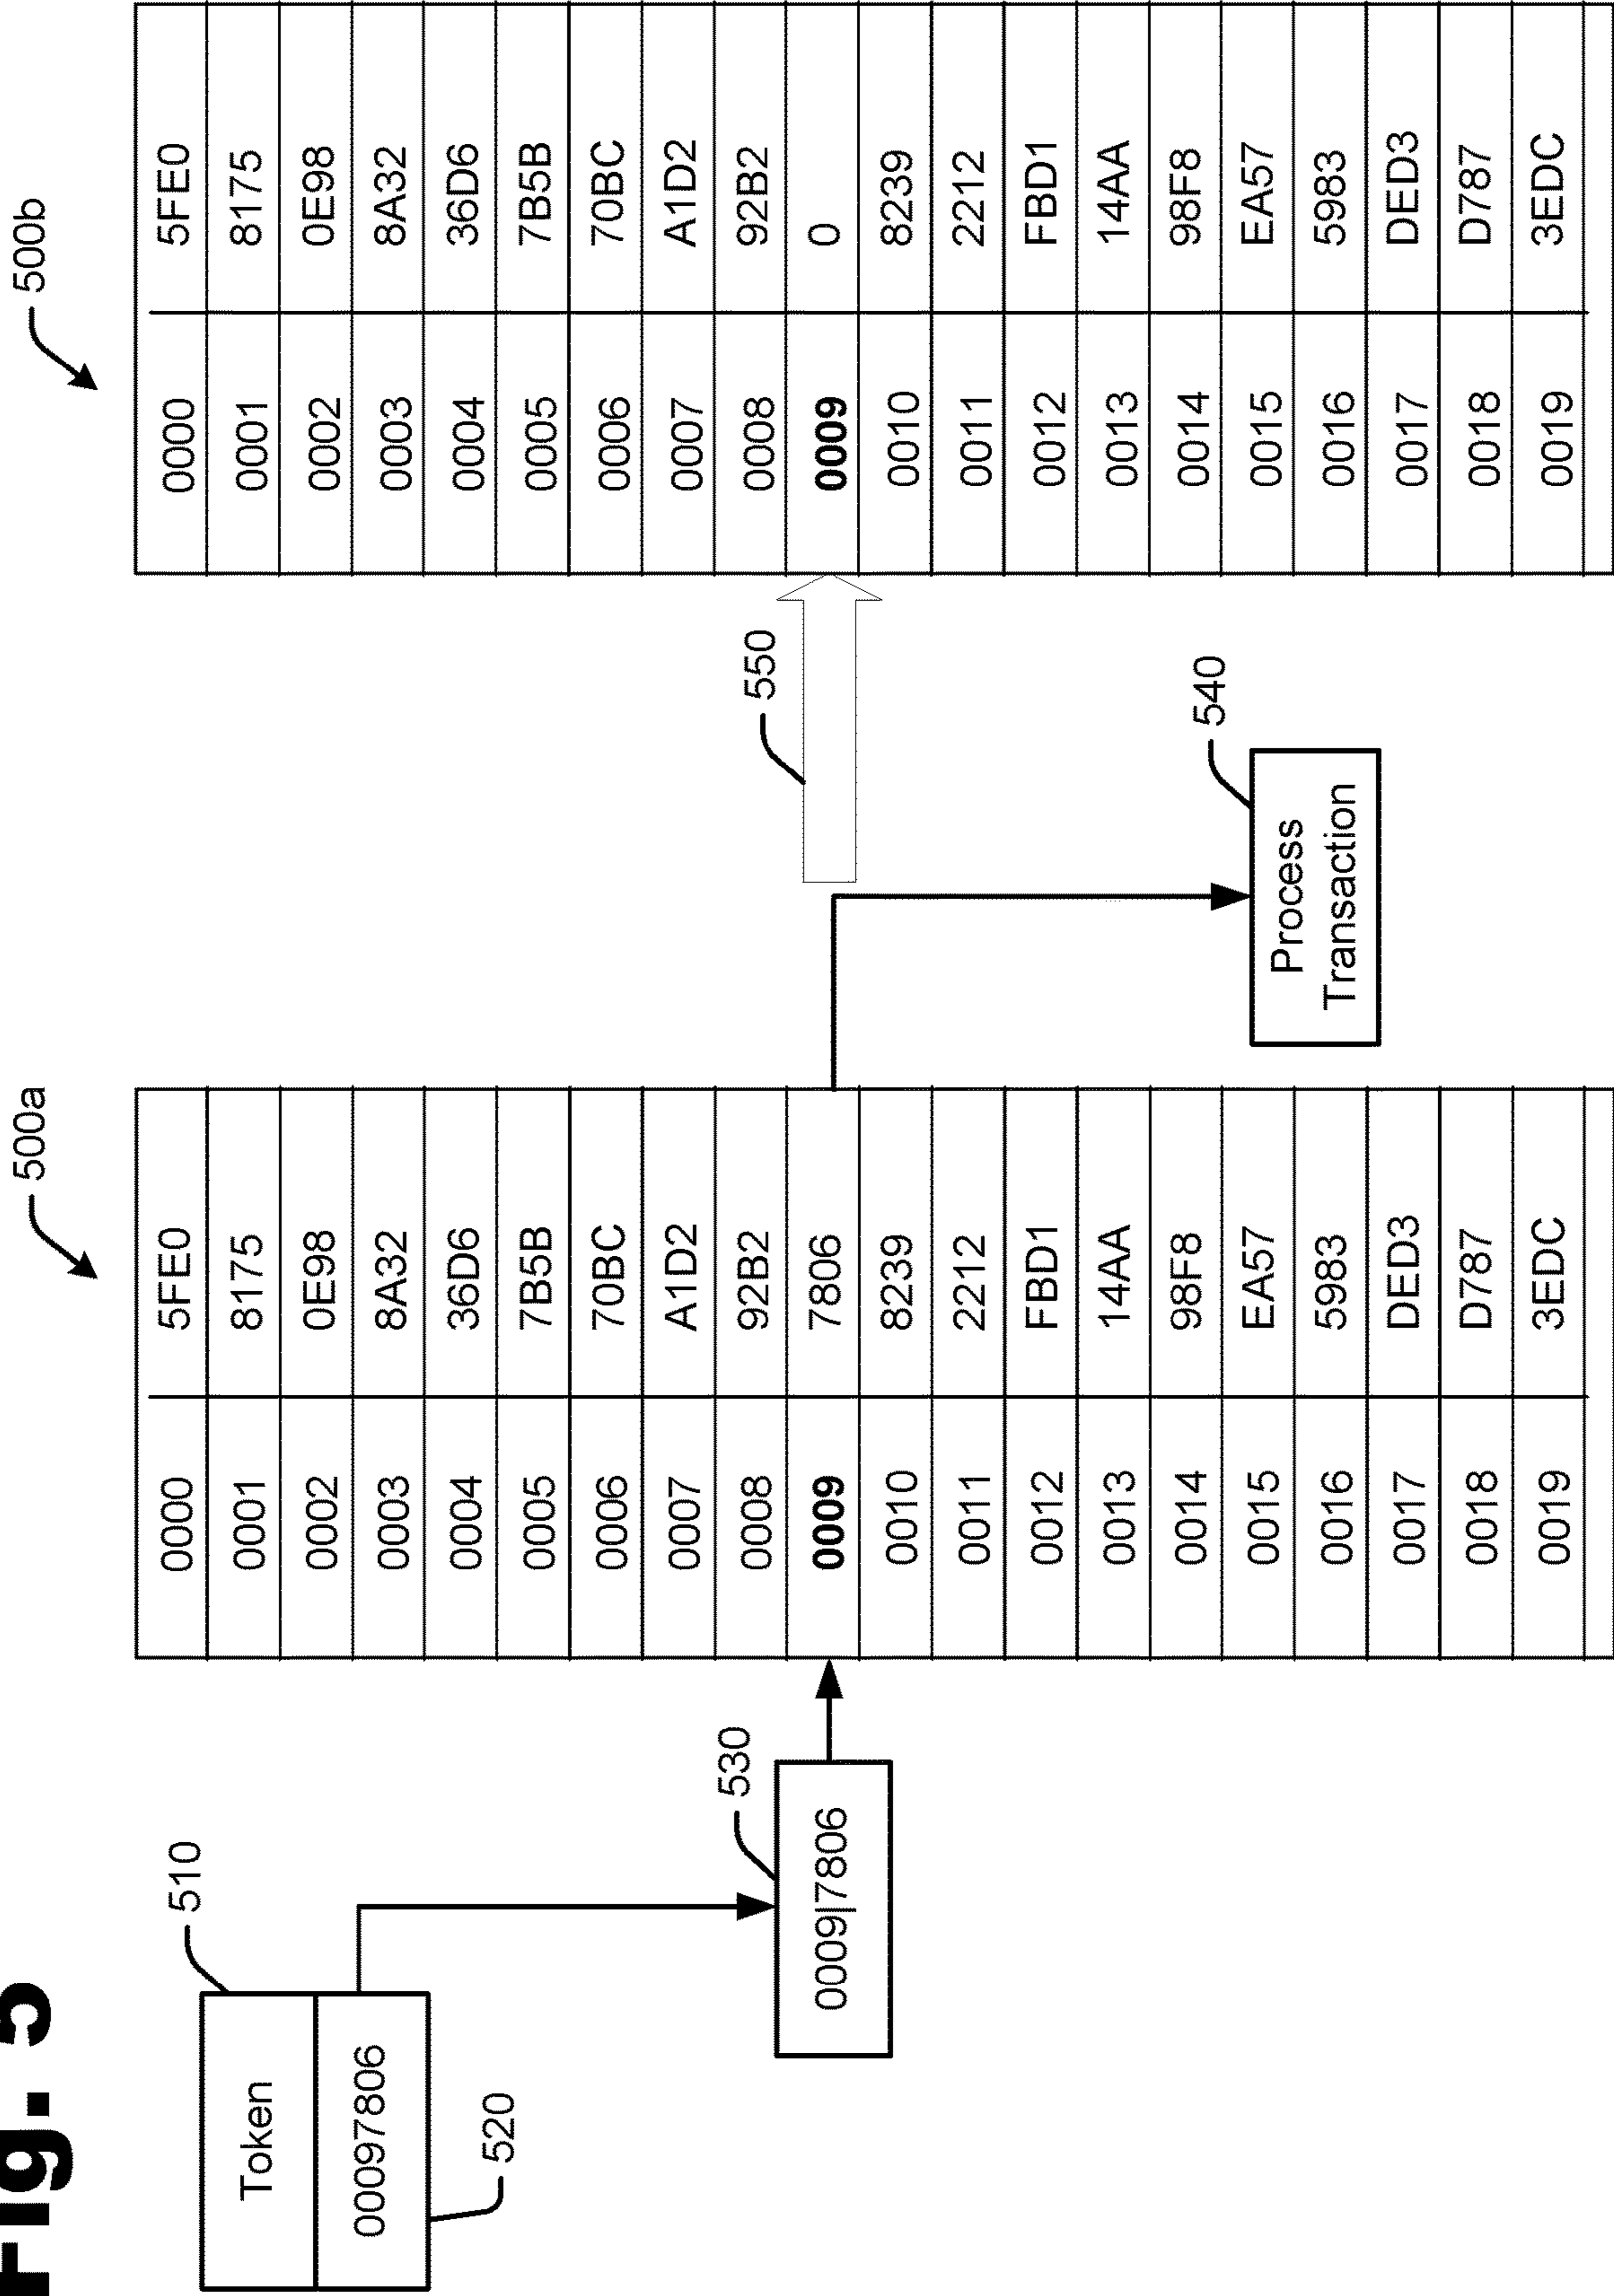 Fig. 5
500a
500b
510
Token
00097806
520
530
0009|7806
0000 5FE0
0001 8175
0002 0E98
0003 8A32
0004 36D6
0005 7B5B
0006 70BC
0007 A1D2
0008 92B2
0009 7806
0010 8239
0011 2212
0012 FBD1
0013 14AA
0014 98F8
0015 EA57
0016 5983
0017 DED3
0018 D787
0019 3EDC
550
540
Process
Transaction
0000 5FE0
0001 8175
0002 0E98
0003 8A32
0004 36D6
0005 7B5B
0006 70BC
0007 A1D2
0008 92B2
0009 0
0010 8239
0011 2212
0012 FBD1
0013 14AA
0014 98F8
0015 EA57
0016 5983
0017 DED3
0018 D787
0019 3EDC